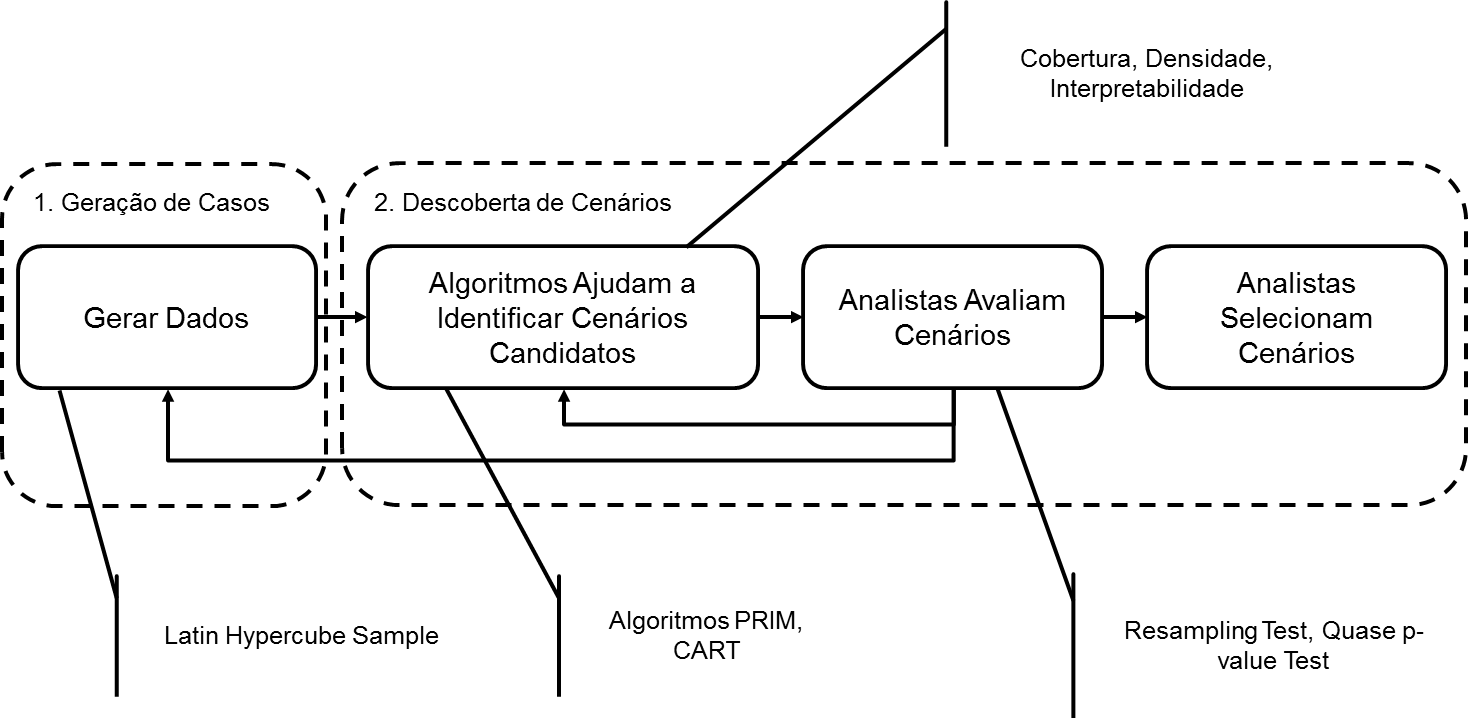 Cobertura, Densidade,
Interpretabilidade
1. Geração de Casos
2. Descoberta de Cenários
Gerar Dados
Algoritmos Ajudam a
Identificar Cenários
Candidatos
Analistas Avaliam
Cenários
Analistas
Selecionam
Cenários
Latin Hypercube Sample
Algoritmos PRIM,
CART
Resampling Test, Quase p-
value Test